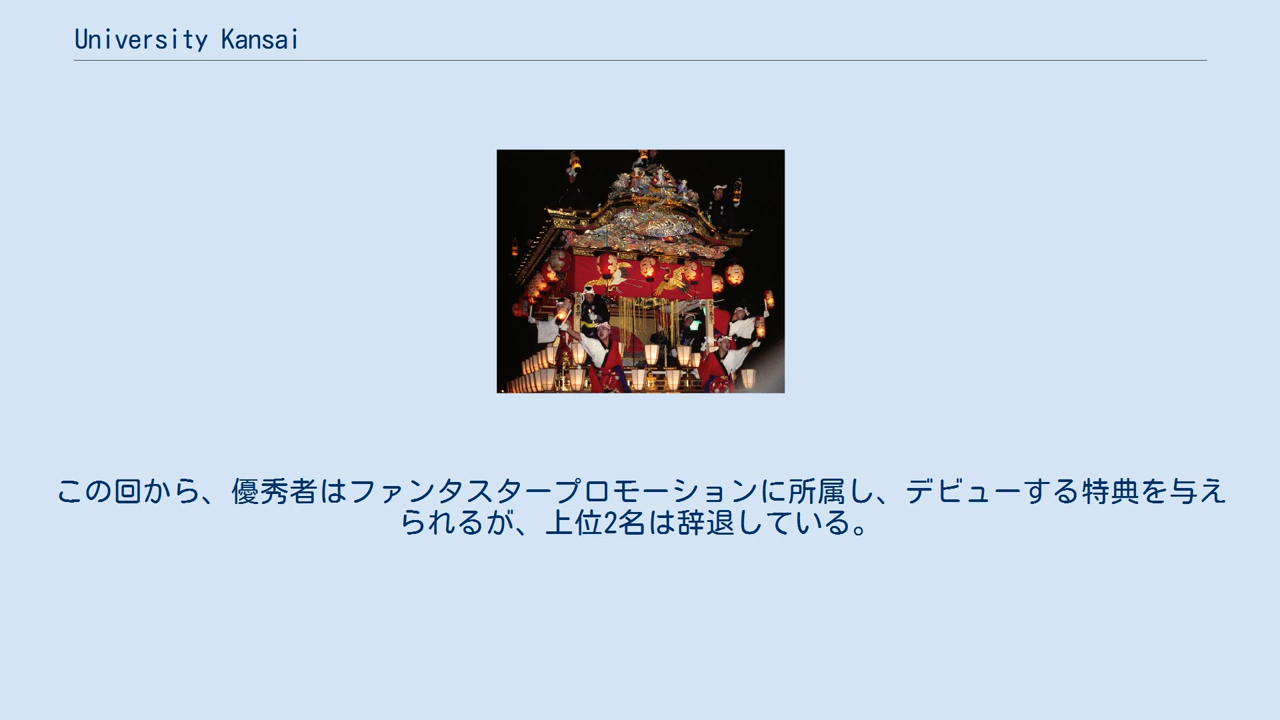 University Kansai
この回から、優秀者はファンタスタープロモーションに所属し、デビューする特典を与え
られるが、上位2名は辞退している。